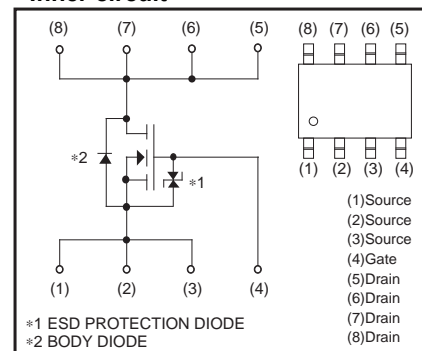 (8) (7) (6) (5)
(8) (7) (6) (5)
*2
*1
(1) (2) (3) (4)
(1) (2) (3) (4)
(1)Source
(2)Source
(3)Source
(4)Gate
(5)Drain
(6)Drain
(7)Drain
(8)Drain
*1 ESD PROTECTION DIODE
*2 BODY DIODE